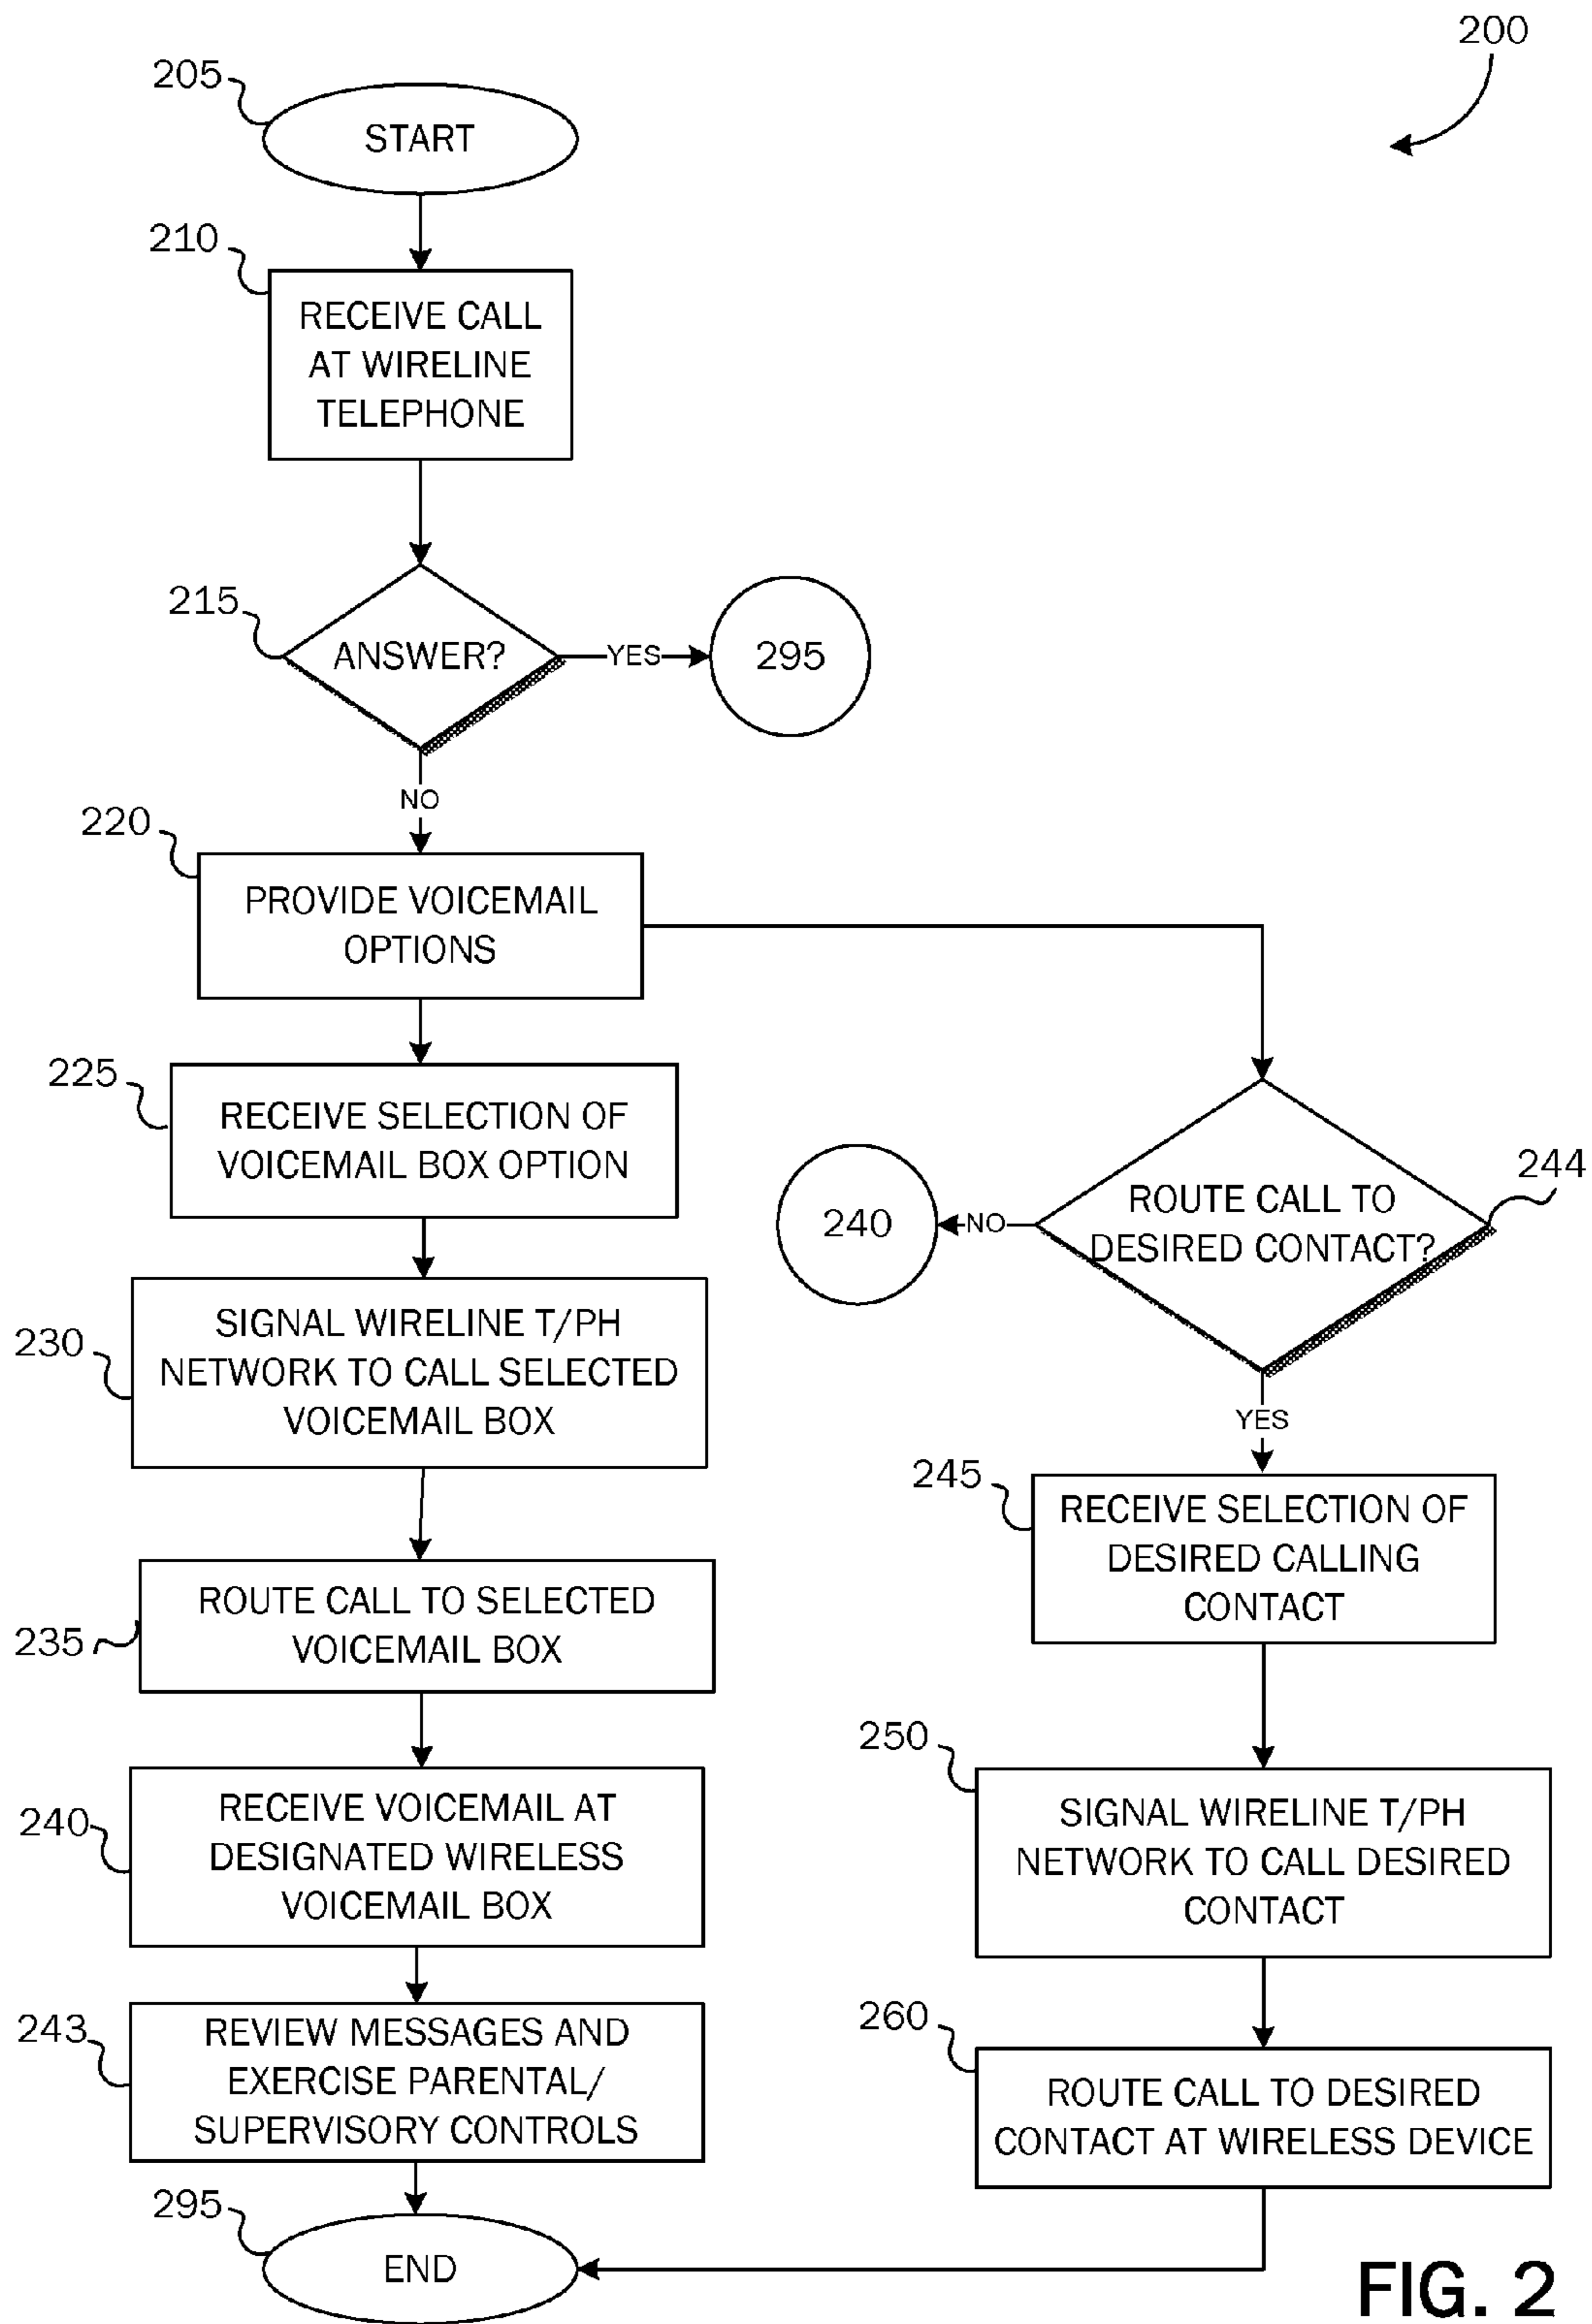 200
205
START
210
RECEIVE CALL
AT WIRELINE
TELEPHONE
215
ANSWER?
YES
295
NO
220
PROVIDE VOICEMAIL
OPTIONS
225
RECEIVE SELECTION OF
VOICEMAIL BOX OPTION
230
SIGNAL WIRELINE T/PH
NETWORK TO CALL SELECTED
VOICEMAIL BOX
235
ROUTE CALL TO SELECTED
VOICEMAIL BOX
240
RECEIVE VOICEMAIL AT
DESIGNATED WIRELESS
VOICEMAIL BOX
243
REVIEW MESSAGES AND
EXERCISE PARENTAL/
SUPERVISORY CONTROLS
295
END
244
ROUTE CALL TO
DESIRED CONTACT?
NO
240
YES
245
RECEIVE SELECTION OF
DESIRED CALLING
CONTACT
250
SIGNAL WIRELINE T/PH
NETWORK TO CALL DESIRED
CONTACT
260
ROUTE CALL TO DESIRED
CONTACT AT WIRELESS DEVICE
FIG. 2